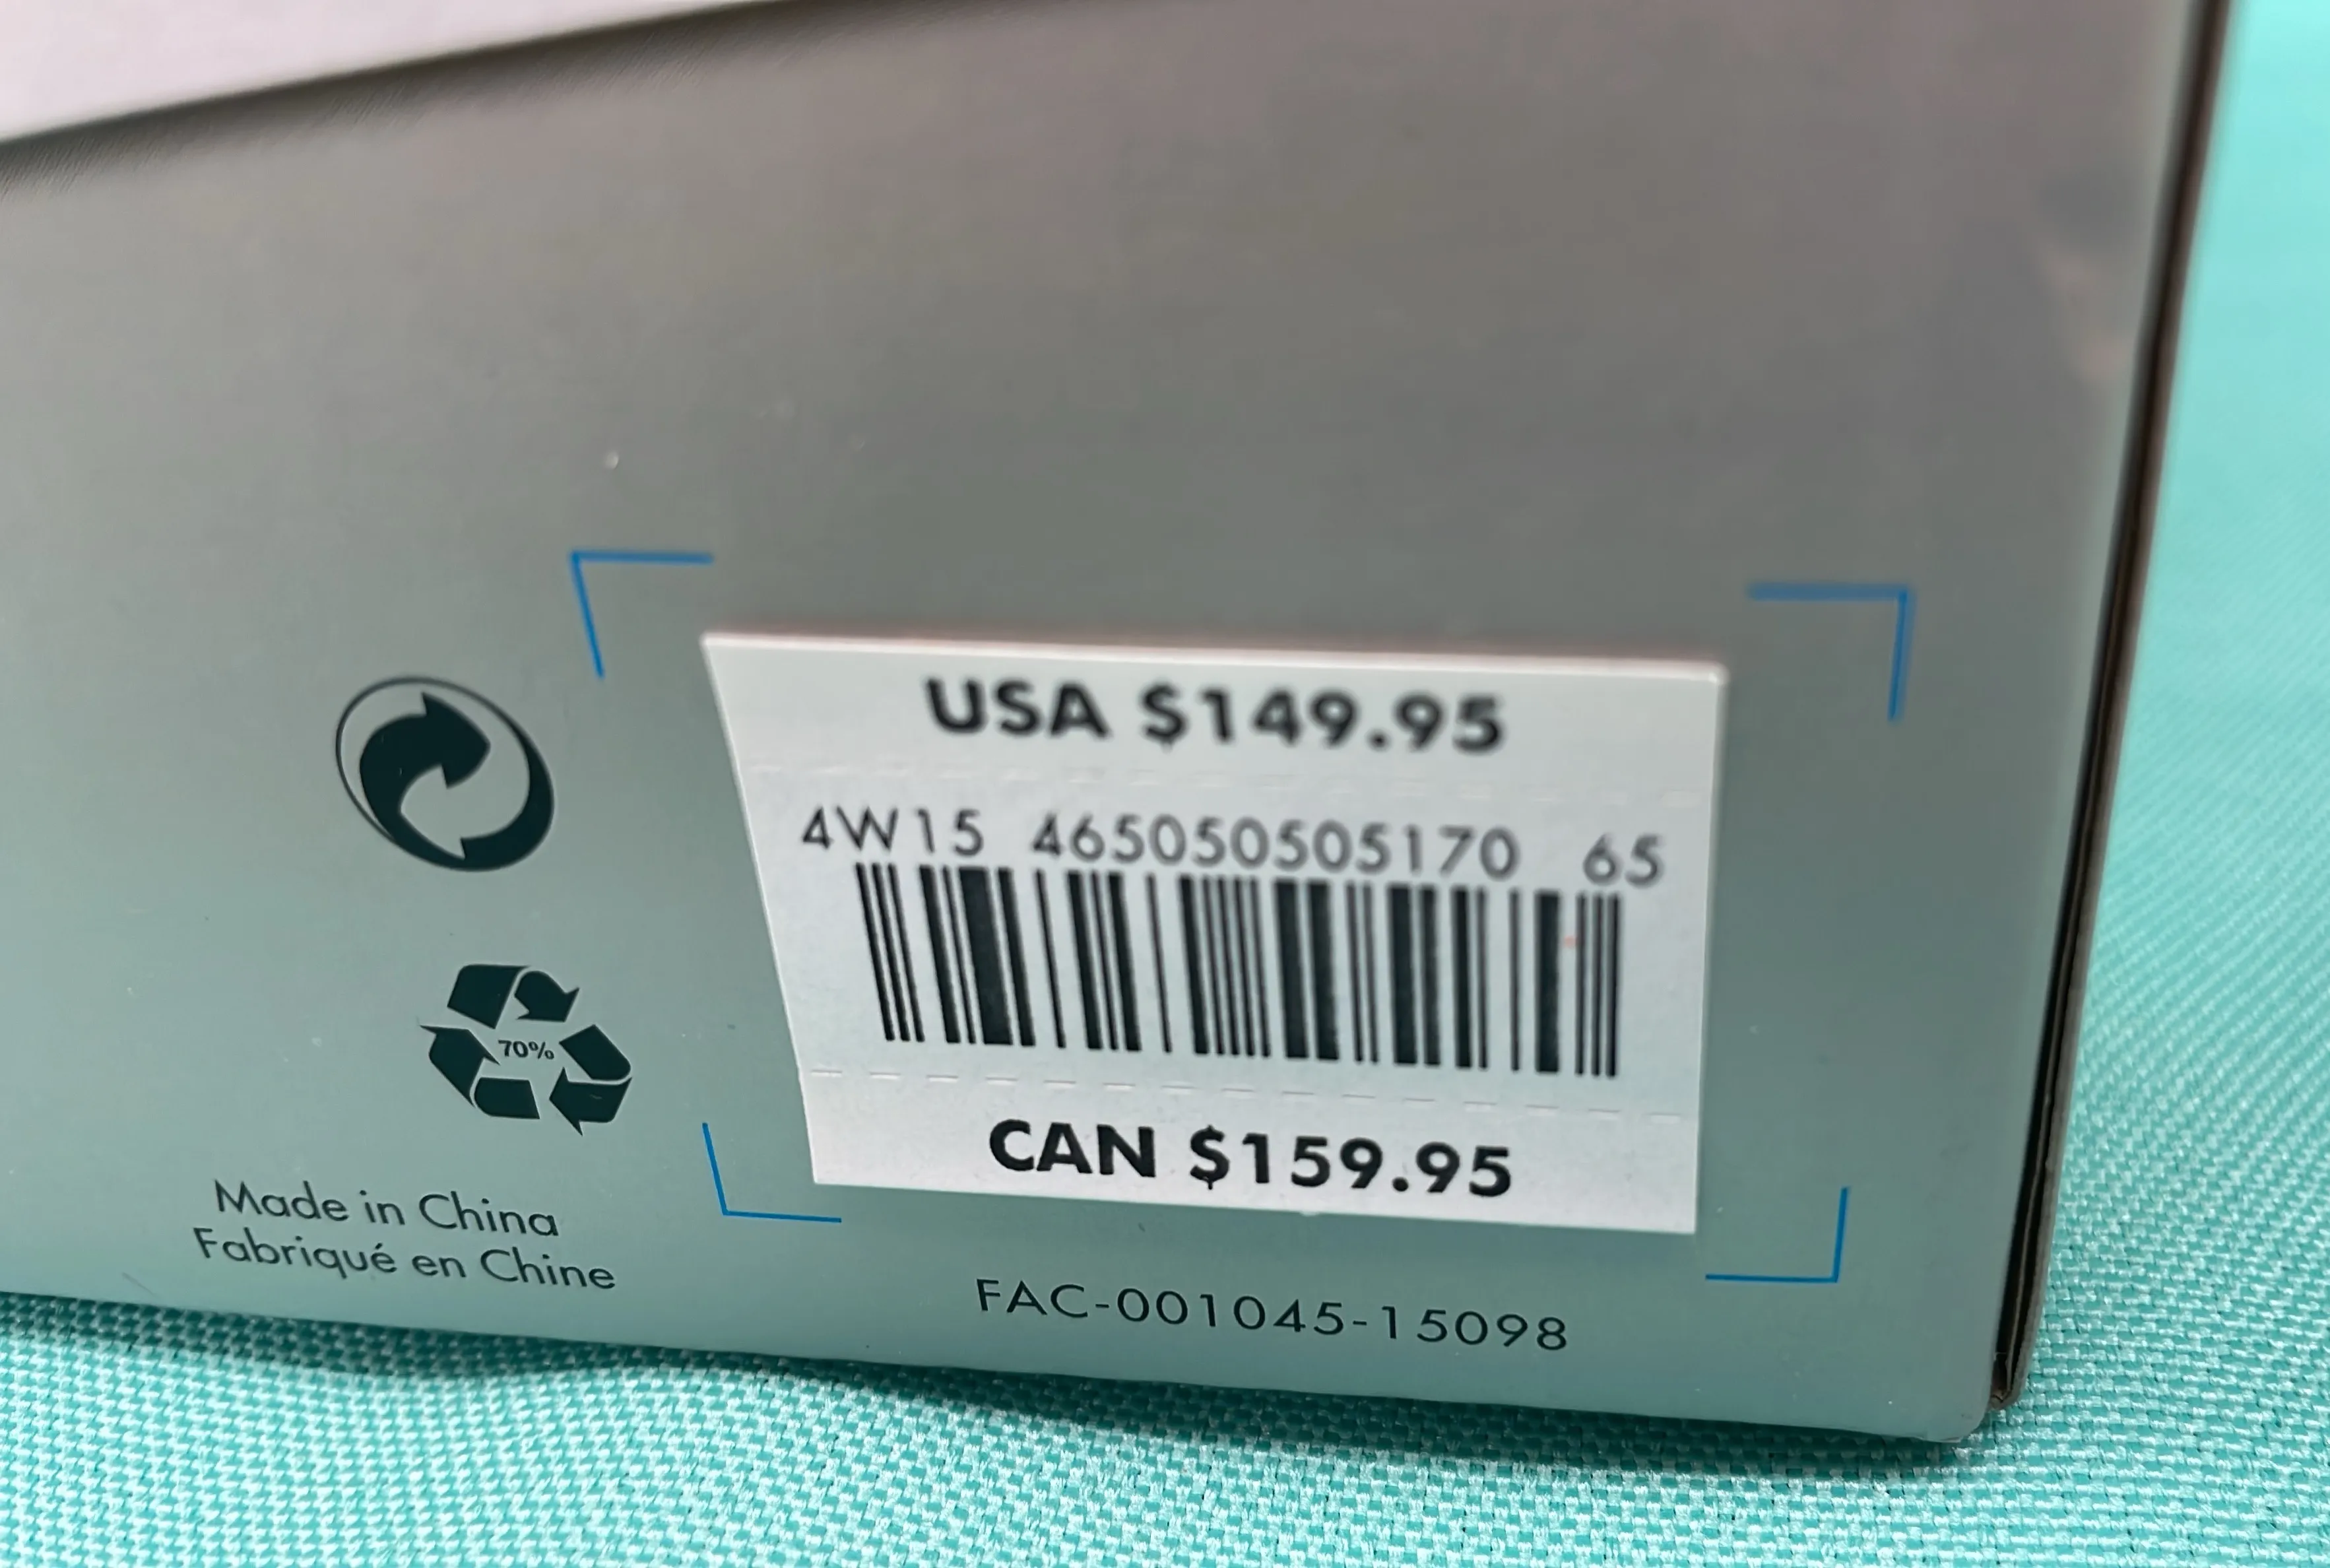 USA $149.95
4W15 465050505170 65
CAN $159.95
70%
Made in China
Fabriqué en Chine
FAC-001045-15098